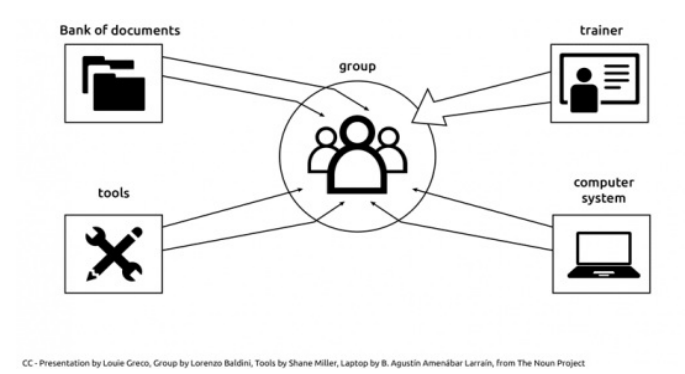 Bank of documents
trainer
group
tools
computer
system
CC - Presentation by Louie Greco, Group by Lorenzo Baldini, Tools by Shane Miller, Laptop by B. Agustín Amenábar Larraín, from The Noun Project